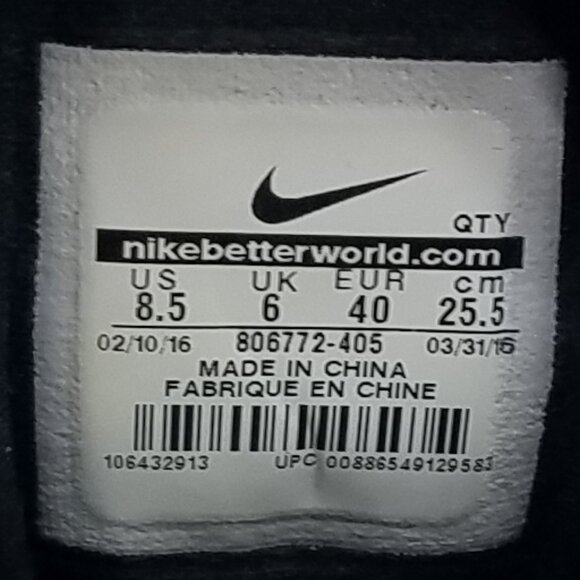 QTY
nikebetterworld.com
US UK EUR cm
8.5 6 40 25.5
02/10/16 806772-405 03/31/16
MADE IN CHINA
FABRIQUE EN CHINE
106432913 UPC 00886549129583